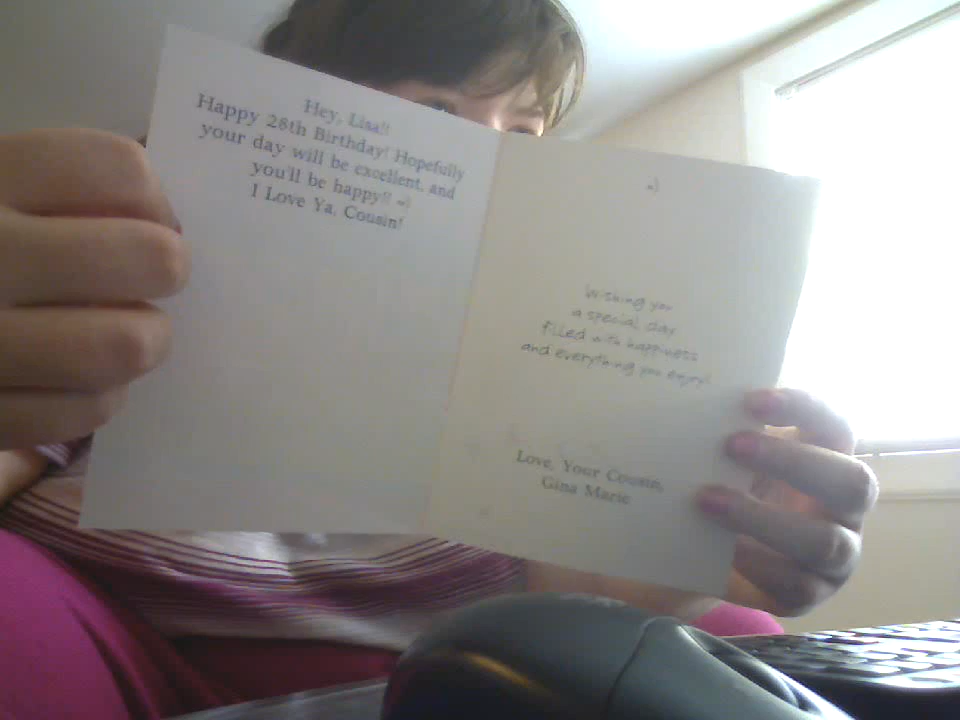 Hey, Lisa!!
Happy 28th Birthday! Hopefully
your day will be excellent, and
you'll be happy!! =)
I Love Ya, Cousin!
=)
Wishing you
a special day
filled with happiness
and everything you enjoy!
Love, Your Cousin,
Gina Marie